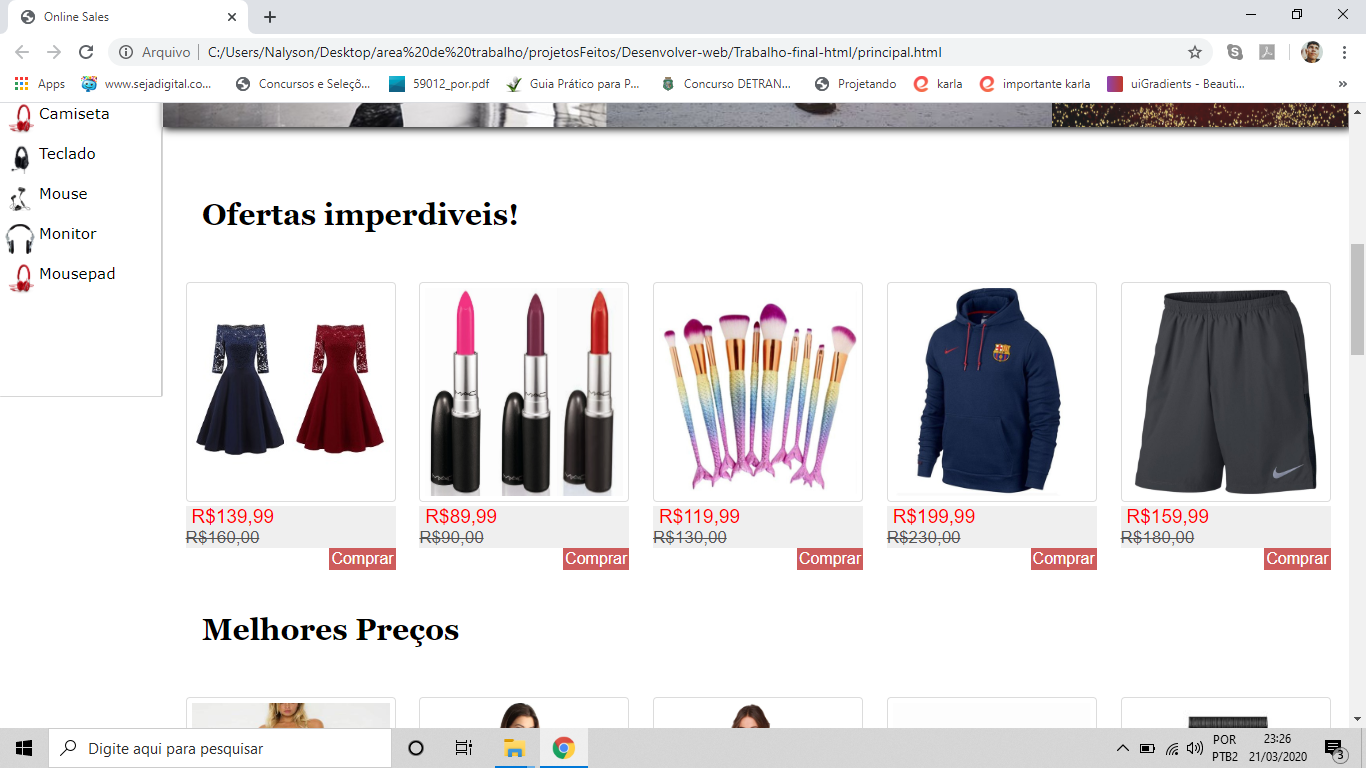 Online Sales
Arquivo | C:/Users/Nalyson/Desktop/area%20de%20trabalho/projetosFeitos/Desenvolver-web/Trabalho-final-html/principal.html
Apps www.sejadigital.co... Concursos e Seleçõ... 59012_por.pdf Guia Prático para P... Concurso DETRAN... Projetando karla importante karla uiGradients - Beauti... »
Camiseta
Teclado
Mouse
Monitor
Mousepad
Ofertas imperdiveis!
R$139,99 R$89,99 R$119,99 R$199,99 R$159,99
R$160,00 R$90,00 R$130,00 R$230,00 R$180,00
Comprar Comprar Comprar Comprar Comprar
Melhores Preços
Digite aqui para pesquisar
POR
PTB2
23:26
21/03/2020
3